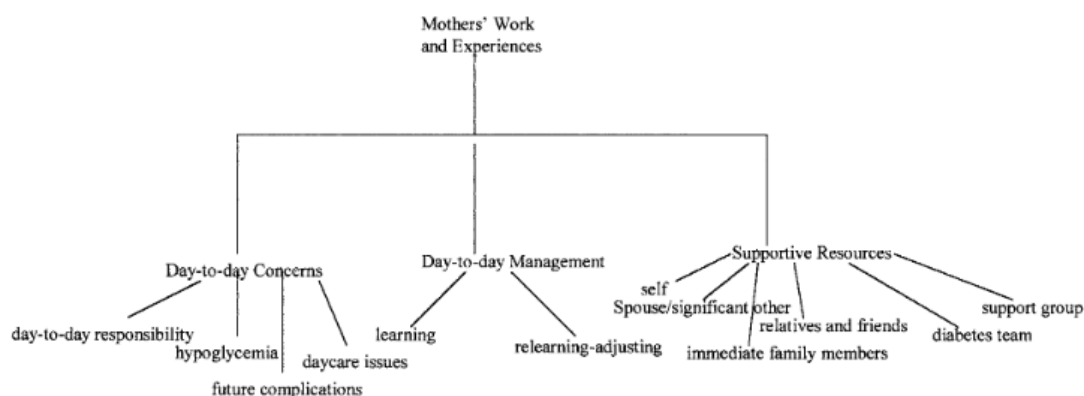 Mothers' Work
and Experiences
Day-to-day Concerns
Day-to-day Management
Supportive Resources
day-to-day responsibility
hypoglycemia
future complications
daycare issues
learning
relearning-adjusting
self
Spouse/significant other
immediate family members
relatives and friends
diabetes team
support group